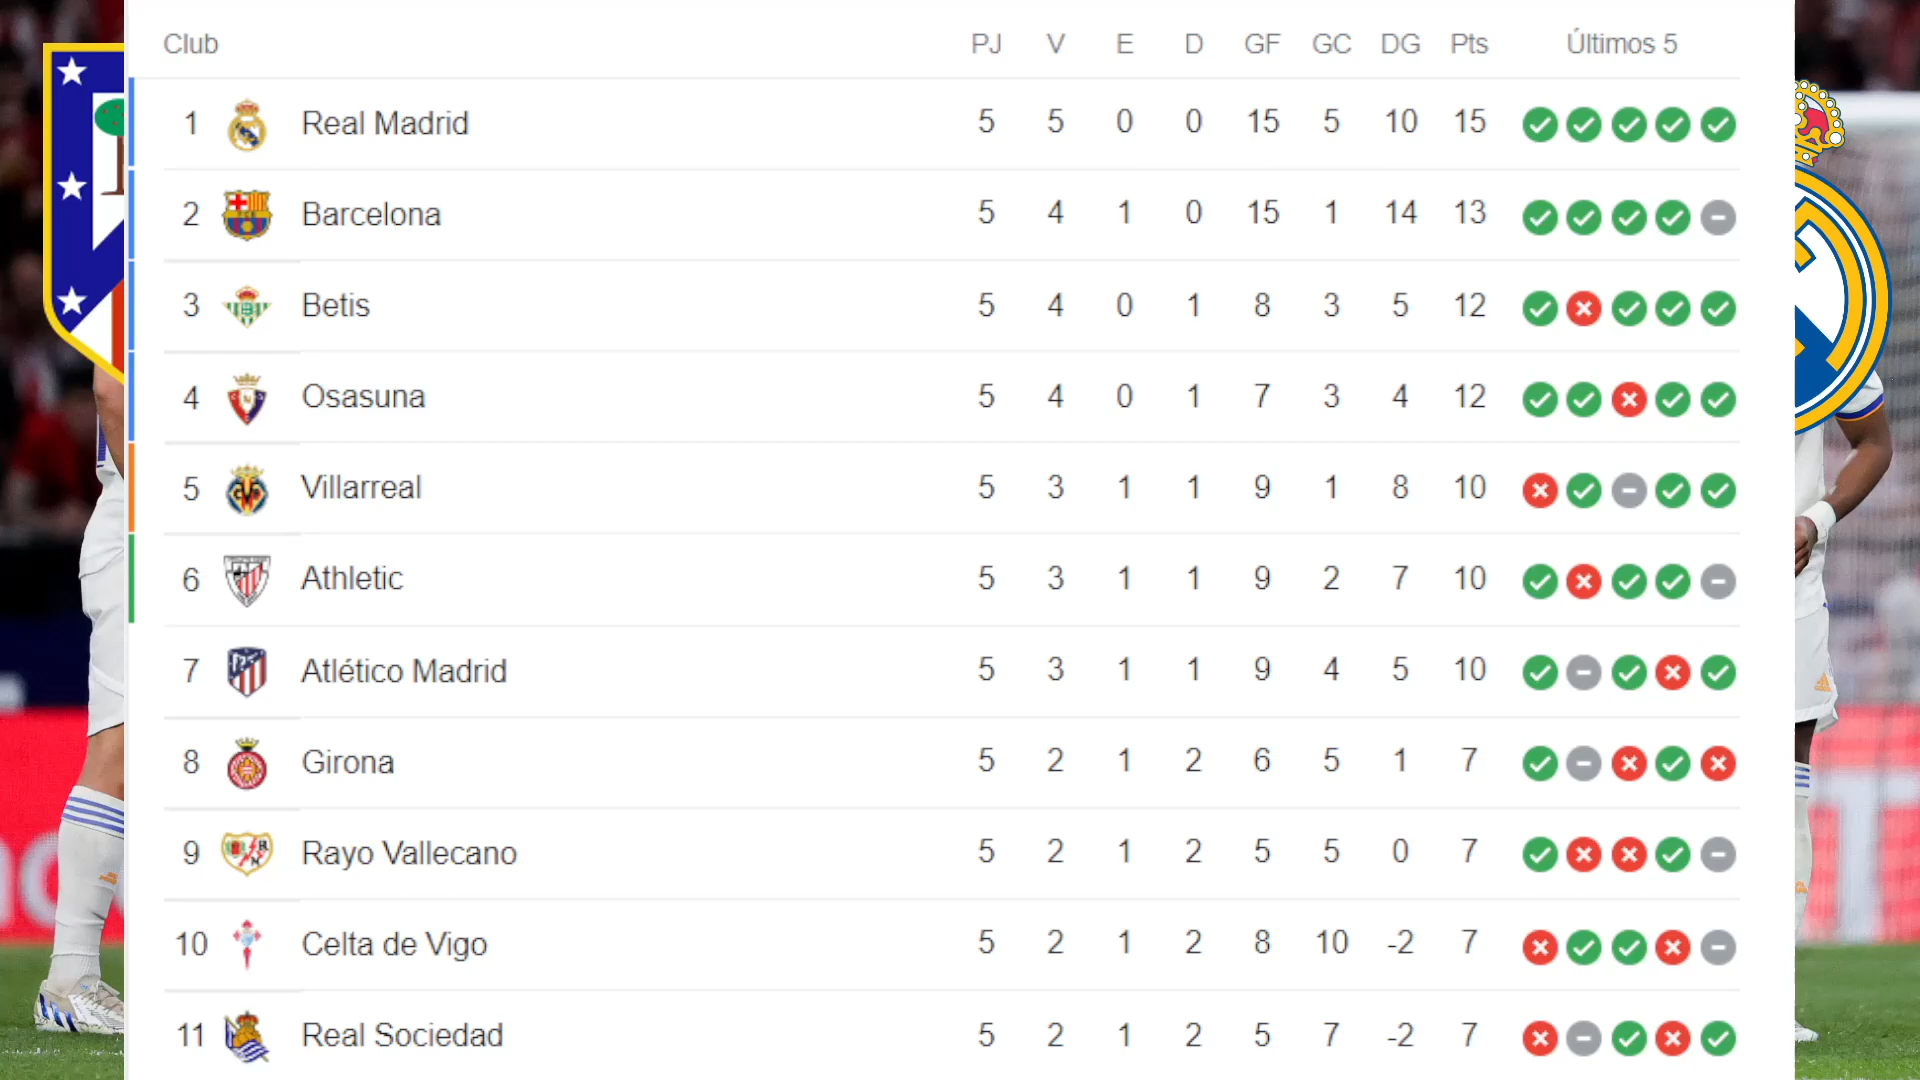 Club PJ V E D GF GC DG Pts Últimos 5
1 Real Madrid 5 5 0 0 15 5 10 15
2 Barcelona 5 4 1 0 15 1 14 13
3 Betis 5 4 0 1 8 3 5 12
4 Osasuna 5 4 0 1 7 3 4 12
5 Villarreal 5 3 1 1 9 1 8 10
6 Athletic 5 3 1 1 9 2 7 10
7 Atlético Madrid 5 3 1 1 9 4 5 10
8 Girona 5 2 1 2 6 5 1 7
9 Rayo Vallecano 5 2 1 2 5 5 0 7
10 Celta de Vigo 5 2 1 2 8 10 -2 7
11 Real Sociedad 5 2 1 2 5 7 -2 7